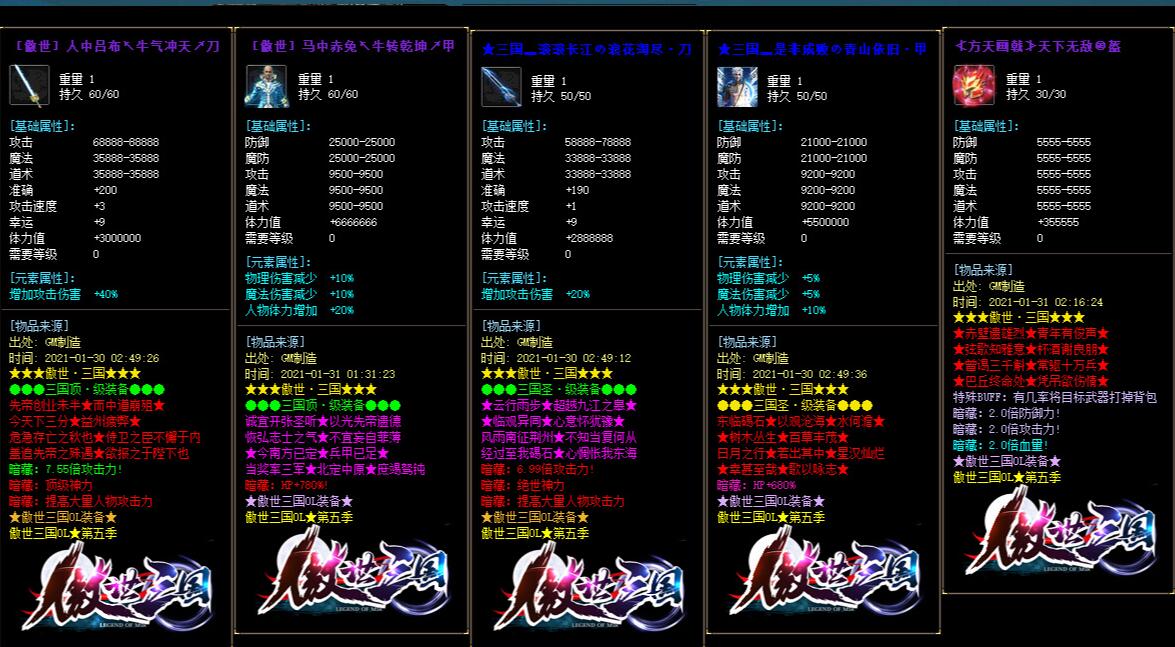 [傲世] 人中吕布↖牛气冲天↗刀
重量 1
持久 60/60
[基础属性]:
攻击 68888-88888
魔法 35888-35888
道术 35888-35888
准确 +200
攻击速度 +3
幸运 +9
体力值 +3000000
需要等级 0
[元素属性]:
增加攻击伤害 +40%
[物品来源]
出处: GM制造
时间: 2021-01-30 02:49:26
★★★傲世·三国★★★
●●●三国顶·级装备●●●
先帝创业未半★而中道崩殂★
今天下三分★益州疲弊★
危急存亡之秋也★侍卫之臣不懈于内
盖追先帝之殊遇★欲报之于陛下也
暗藏: 7.55倍攻击力!
暗藏: 顶级神力
暗藏: 提高大量人物攻击力
★傲世三国OL装备★
傲世三国OL★第五季
傲世三国
LEGEND OF MIR
[傲世] 马中赤兔↖牛转乾坤↗甲
重量 1
持久 60/60
[基础属性]:
防御 25000-25000
魔防 25000-25000
攻击 9500-9500
魔法 9500-9500
道术 9500-9500
体力值 +6666666
需要等级 0
[元素属性]:
物理伤害减少 +10%
魔法伤害减少 +10%
人物体力增加 +20%
[物品来源]
出处: GM制造
时间: 2021-01-31 01:31:23
★★★傲世·三国★★★
●●●三国顶·级装备●●●
诚宜开张圣听★以光先帝遗德
恢弘志士之气★不宜妄自菲薄
★今南方已定★兵甲已足★
当奖率三军★北定中原★庶竭驽钝
暗藏: HP+780%!
★傲世三国OL装备★
傲世三国OL★第五季
傲世三国
LEGEND OF MIR
★三国▂滚滚长江の浪花淘尽·刀
重量 1
持久 50/50
[基础属性]:
攻击 58888-78888
魔法 33888-33888
道术 33888-33888
准确 +190
攻击速度 +1
幸运 +9
体力值 +2888888
需要等级 0
[元素属性]:
增加攻击伤害 +20%
[物品来源]
出处: GM制造
时间: 2021-01-30 02:49:12
★★★傲世·三国★★★
●●●三国圣·级装备●●●
★云行雨步★超越九江之皋★
★临观异同★心意怀犹豫★
风雨南征荆州★不知当复何从
经过至我碣石★心惆怅我东海
暗藏: 6.99倍攻击力!
暗藏: 绝世神力
暗藏: 提高大量人物攻击力
★傲世三国OL装备★
傲世三国OL★第五季
傲世三国
LEGEND OF MIR
★三国▂是非成败の青山依旧·甲
重量 1
持久 50/50
[基础属性]:
防御 21000-21000
魔防 21000-21000
攻击 9200-9200
魔法 9200-9200
道术 9200-9200
体力值 +5500000
需要等级 0
[元素属性]:
物理伤害减少 +5%
魔法伤害减少 +5%
人物体力增加 +10%
[物品来源]
出处: GM制造
时间: 2021-01-30 02:49:36
★★★傲世·三国★★★
●●●三国圣·级装备●●●
东临碣石★以观沧海★水何澹★
★树木丛生★百草丰茂★
日月之行★若出其中★星汉灿烂
★幸甚至哉★歌以咏志★
暗藏: HP+680%
★傲世三国OL装备★
傲世三国OL★第五季
傲世三国
LEGEND OF MIR
≮方天画戟≯天下无敌@盔
重量 1
持久 30/30
[基础属性]:
防御 5555-5555
魔防 5555-5555
攻击 5555-5555
魔法 5555-5555
道术 5555-5555
体力值 +355555
需要等级 0
[物品来源]
出处: GM制造
时间: 2021-01-31 02:16:24
★★★傲世·三国★★★
★赤壁遭雄烈★青年有俊声★
★弦歌知雅意★杯酒谢良朋★
★曾谒三千斛★常驱十万兵★
★巴丘终命处★凭吊欲伤情★
特殊BUFF: 有几率将目标武器打掉背包
暗藏: 2.0倍防御力!
暗藏: 2.0倍攻击力!
暗藏: 2.0倍血量!
★傲世三国OL装备★
傲世三国OL★第五季
傲世三国
LEGEND OF MIR